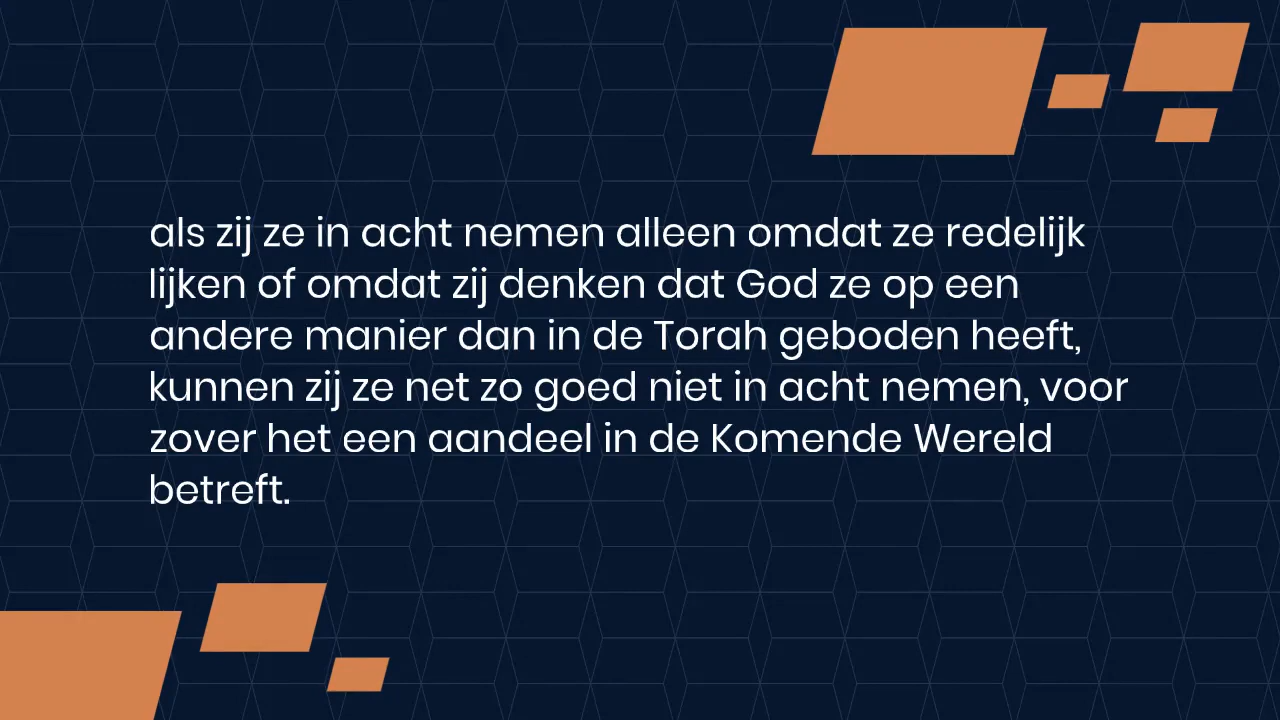 als zij ze in acht nemen alleen omdat ze redelijk
lijken of omdat zij denken dat God ze op een
andere manier dan in de Torah geboden heeft,
kunnen zij ze net zo goed niet in acht nemen, voor
zover het een aandeel in de Komende Wereld
betreft.